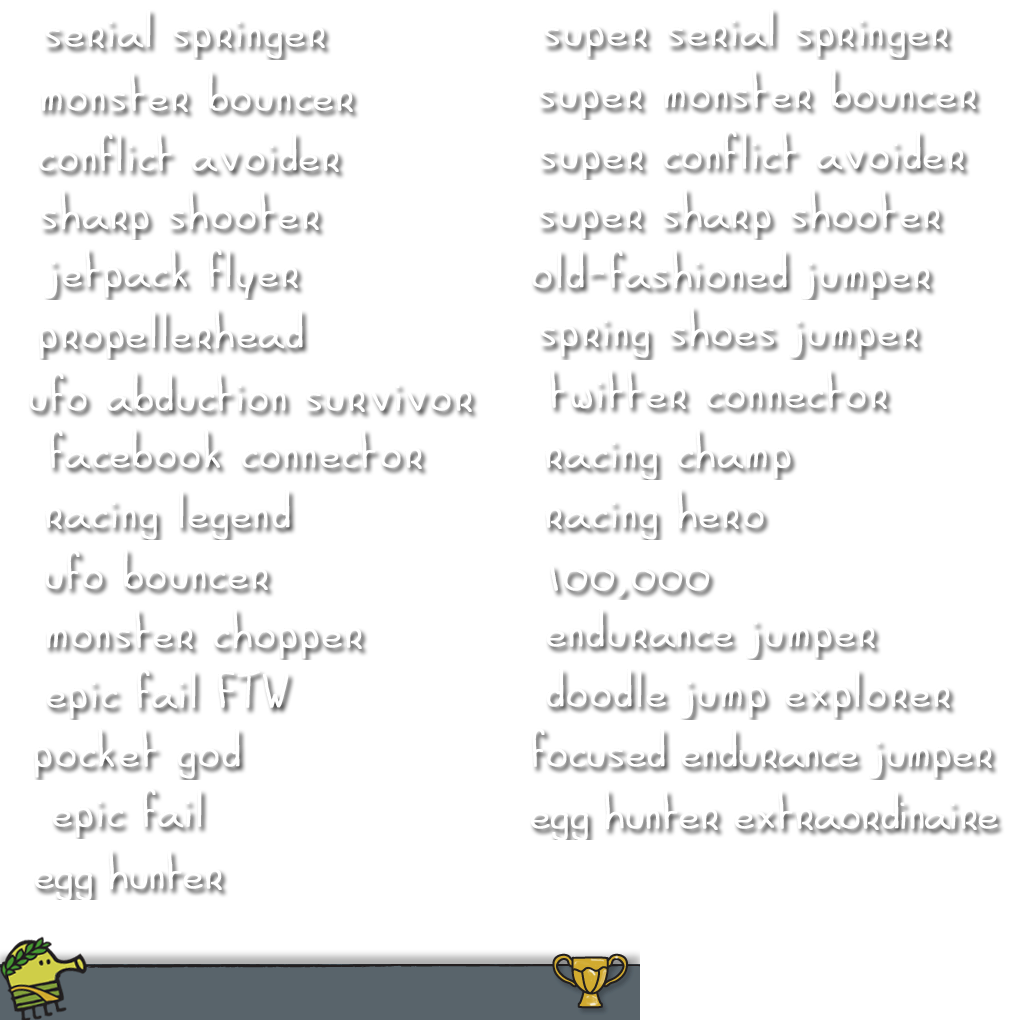 serial springer
super serial springer
monster bouncer
super monster bouncer
conflict avoider
super conflict avoider
sharp shooter
super sharp shooter
jetpack flyer
old-fashioned jumper
propellerhead
spring shoes jumper
ufo abduction survivor
twitter connector
facebook connector
racing champ
racing legend
racing hero
ufo bouncer
100,000
monster chopper
endurance jumper
epic fail FTW
doodle jump explorer
pocket god
focused endurance jumper
epic fail
egg hunter extraordinaire
egg hunter